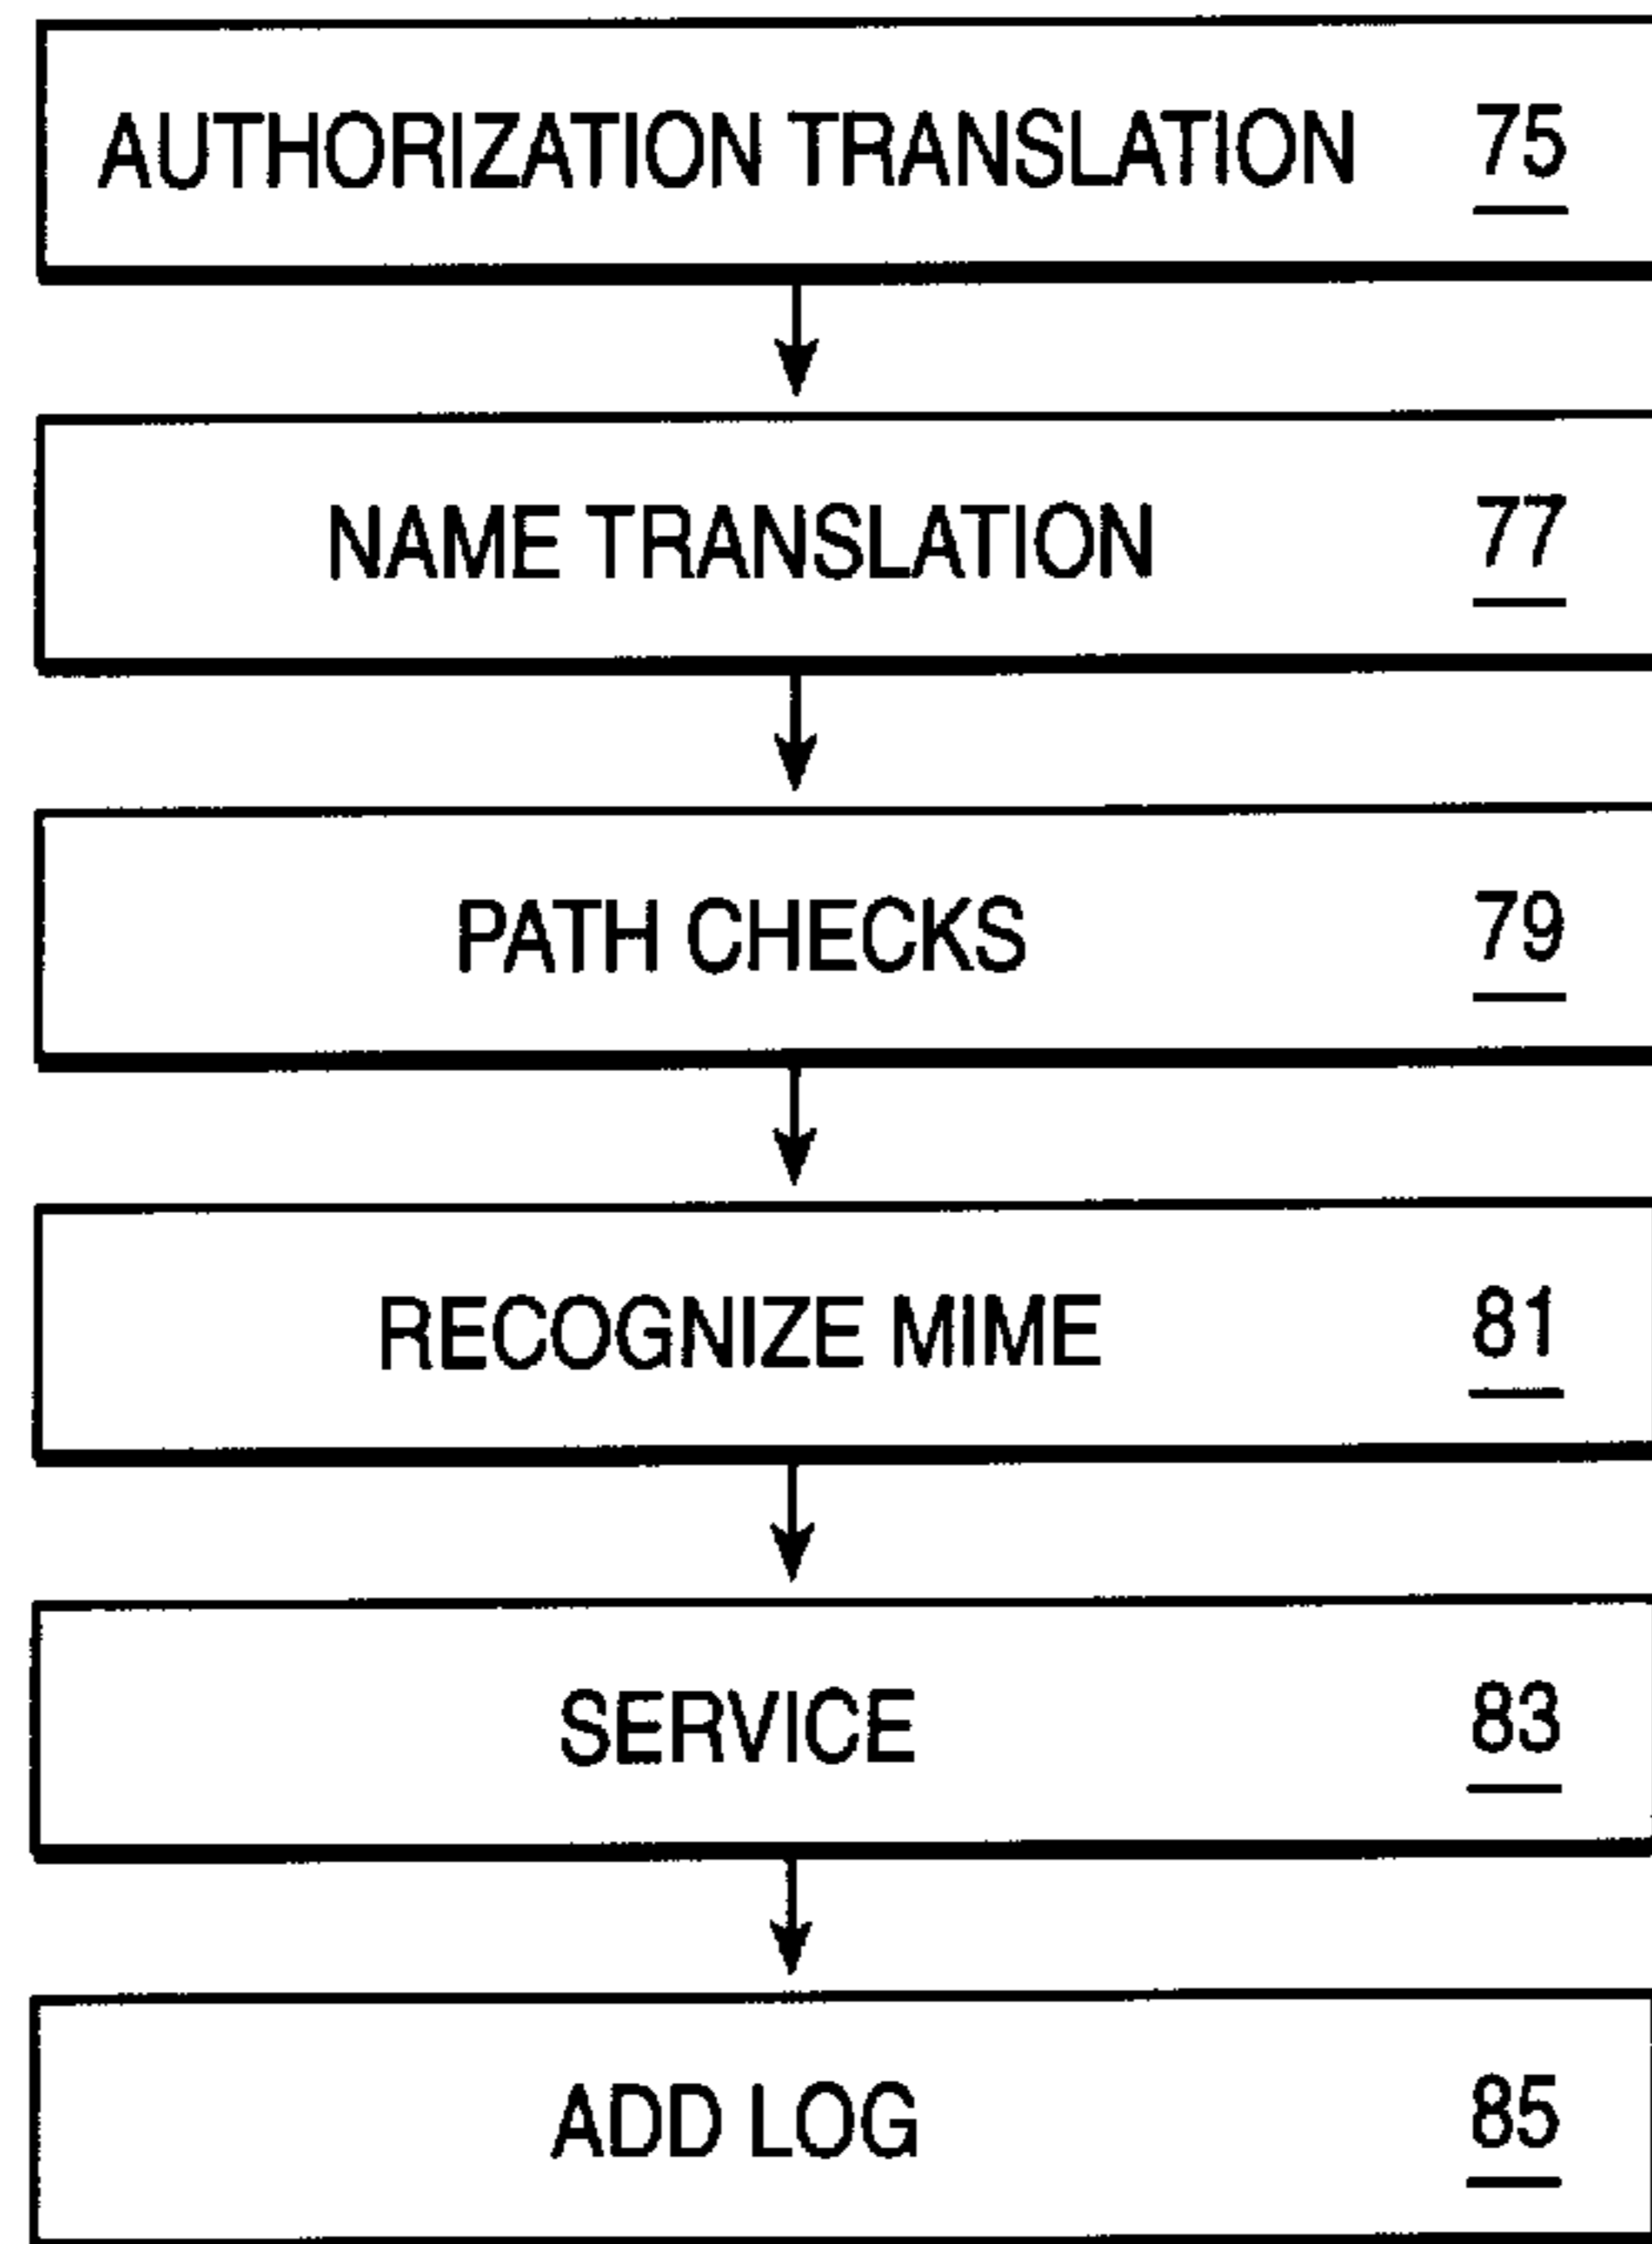 AUTHORIZATION TRANSLATION 75
NAME TRANSLATION 77
PATH CHECKS 79
RECOGNIZE MIME 81
SERVICE 83
ADD LOG 85